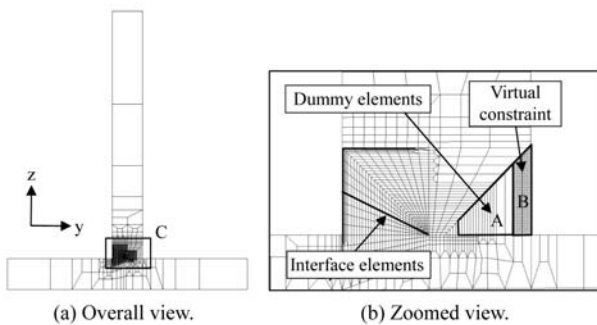 z
y
C
(a) Overall view.
Dummy elements
Virtual
constraint
A
B
Interface elements
(b) Zoomed view.